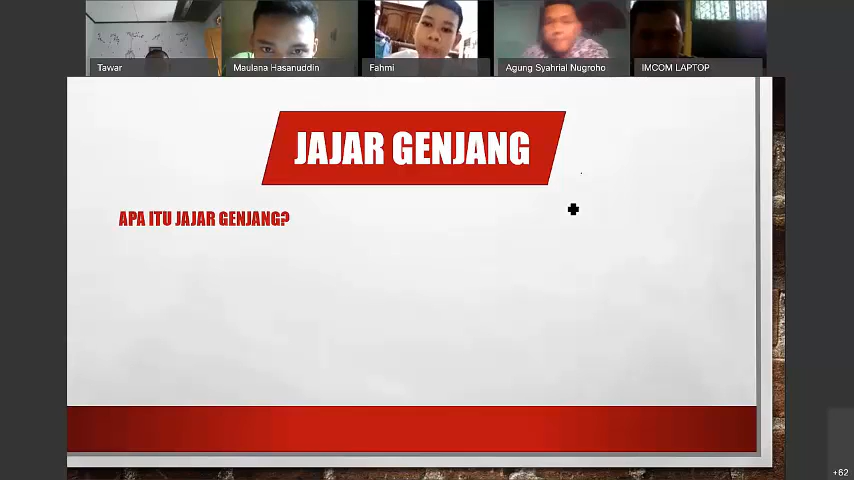 Tawar
Maulana Hasanuddin
Fahmi
Agung Syahrial Nugroho
IMCOM LAPTOP
JAJAR GENJANG
APA ITU JAJAR GENJANG?
+62